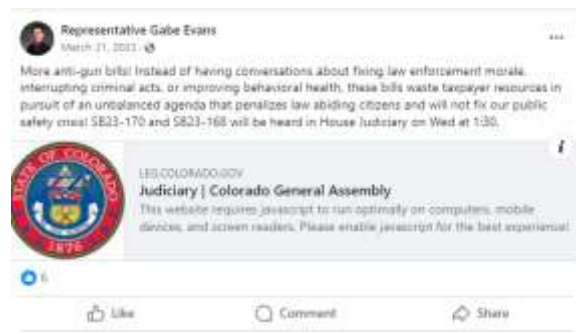 Representative Gabe Evans
March 21, 2023
More anti-gun bills! Instead of having conversations about fixing law enforcement morale,
interrupting criminal acts, or improving behavioral health, these bills waste taxpayer resources in
pursuit of an unbalanced agenda that penalizes law abiding citizens and will not fix our public
safety crisis! SB23-170 and SB23-168 will be heard in House Judiciary on Wed at 1:30.
STATE OF COLORADO
1876
LEG.COLORADO.GOV
Judiciary | Colorado General Assembly
This website requires javascript to run optimally on computers, mobile
devices, and screen readers. Please enable javascript for the best experience!
i
6
Like
Comment
Share